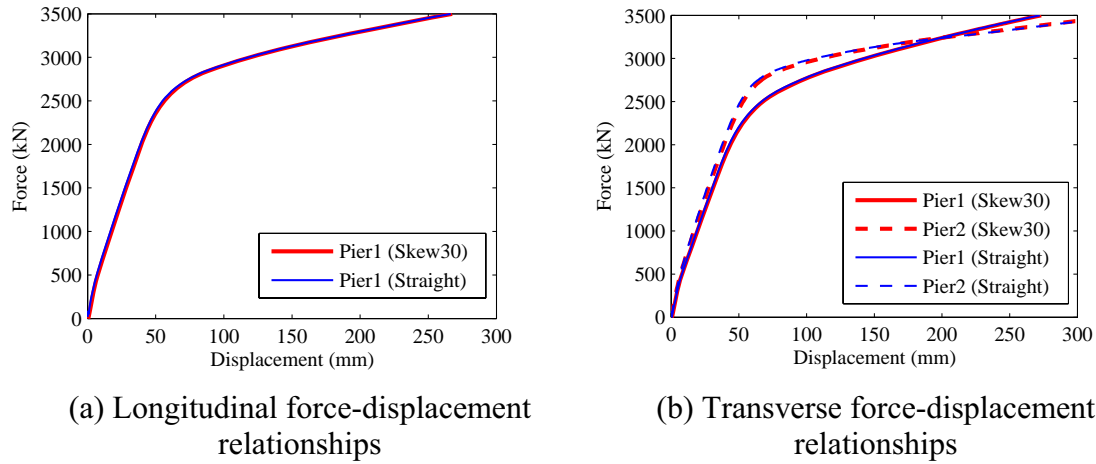 3500
3000
2500
2000
1500
1000
500
0
Force (kN)
0 50 100 150 200 250 300
Displacement (mm)
Pier1 (Skew30)
Pier1 (Straight)
(a) Longitudinal force-displacement
relationships
3500
3000
2500
2000
1500
1000
500
0
Force (kN)
0 50 100 150 200 250 300
Displacement (mm)
Pier1 (Skew30)
Pier2 (Skew30)
Pier1 (Straight)
Pier2 (Straight)
(b) Transverse force-displacement
relationships